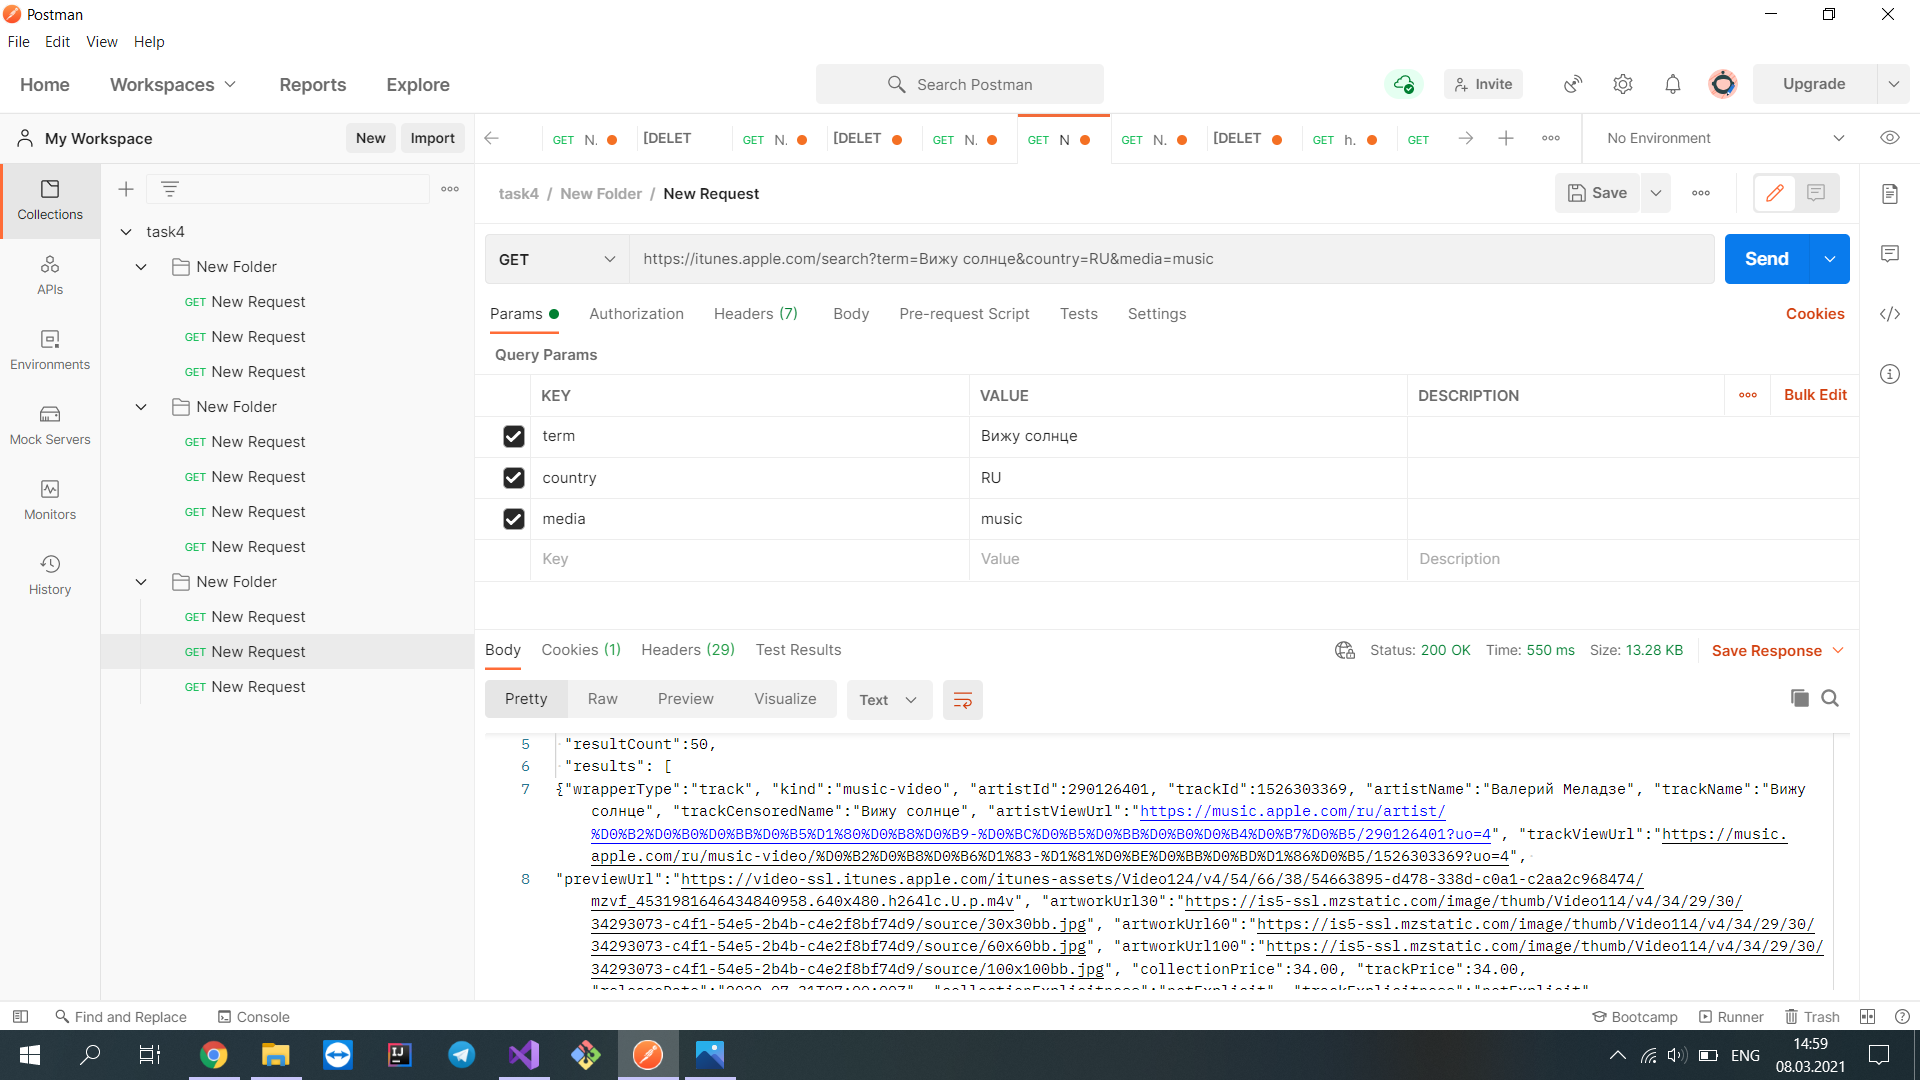 Postman
File Edit View Help
Home Workspaces Reports Explore Search Postman Invite Upgrade
My Workspace New Import GET N. [DELET GET N. [DELET GET N. GET N GET N. [DELET GET h. GET No Environment
task4 / New Folder / New Request Save
Collections
APIs
Environments
Mock Servers
Monitors
History
task4
New Folder
GET New Request
GET New Request
GET New Request
New Folder
GET New Request
GET New Request
GET New Request
GET New Request
New Folder
GET New Request
GET New Request
GET New Request
GET https://itunes.apple.com/search?term=Вижу солнце&country=RU&media=music Send
Params Authorization Headers (7) Body Pre-request Script Tests Settings Cookies
Query Params
KEY VALUE DESCRIPTION Bulk Edit
term Вижу солнце
country RU
media music
Key Value Description
Body Cookies (1) Headers (29) Test Results Status: 200 OK Time: 550 ms Size: 13.28 KB Save Response
Pretty Raw Preview Visualize Text
5 "resultCount":50,
6 "results": [
7 {"wrapperType":"track", "kind":"music-video", "artistId":290126401, "trackId":1526303369, "artistName":"Валерий Меладзе", "trackName":"Вижу
солнце", "trackCensoredName":"Вижу солнце", "artistViewUrl":"https://music.apple.com/ru/artist/
%D0%B2%D0%B0%D0%BB%D0%B5%D1%80%D0%B8%D0%B9-%D0%BC%D0%B5%D0%BB%D0%B0%D0%B4%D0%B7%D0%B5/290126401?uo=4", "trackViewUrl":"https://music.
apple.com/ru/music-video/%D0%B2%D0%B8%D0%B6%D1%83-%D1%81%D0%BE%D0%BB%D0%BD%D1%86%D0%B5/1526303369?uo=4",
8 "previewUrl":"https://video-ssl.itunes.apple.com/itunes-assets/Video124/v4/54/66/38/54663895-d478-338d-c0a1-c2aa2c968474/
mzvf_4531981646434840958.640x480.h264lc.U.p.m4v", "artworkUrl30":"https://is5-ssl.mzstatic.com/image/thumb/Video114/v4/34/29/30/
34293073-c4f1-54e5-2b4b-c4e2f8bf74d9/source/30x30bb.jpg", "artworkUrl60":"https://is5-ssl.mzstatic.com/image/thumb/Video114/v4/34/29/30/
34293073-c4f1-54e5-2b4b-c4e2f8bf74d9/source/60x60bb.jpg", "artworkUrl100":"https://is5-ssl.mzstatic.com/image/thumb/Video114/v4/34/29/30/
34293073-c4f1-54e5-2b4b-c4e2f8bf74d9/source/100x100bb.jpg", "collectionPrice":34.00, "trackPrice":34.00,
"releaseDate":"2020-07-31T07:00:00Z", "collectionExplicitness":"notExplicit", "trackExplicitness":"notExplicit"
Find and Replace Console Bootcamp Runner Trash
ENG 14:59
08.03.2021